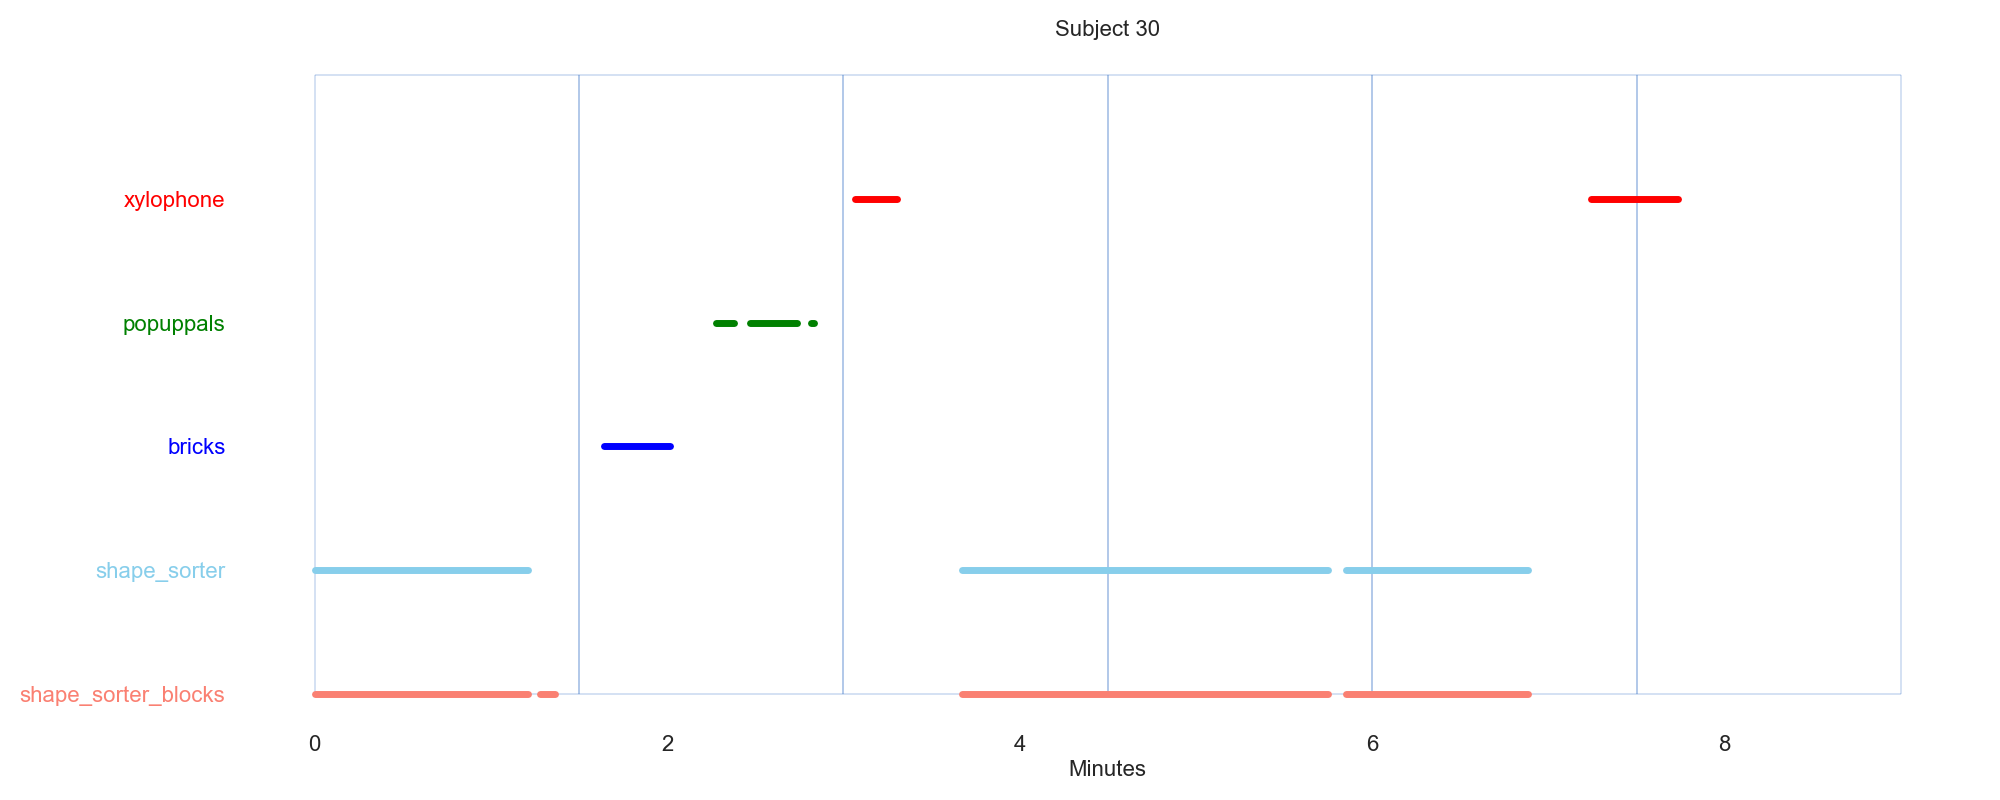 Subject 30
xylophone
popuppals
bricks
shape_sorter
shape_sorter_blocks
0 2 4 6 8
Minutes